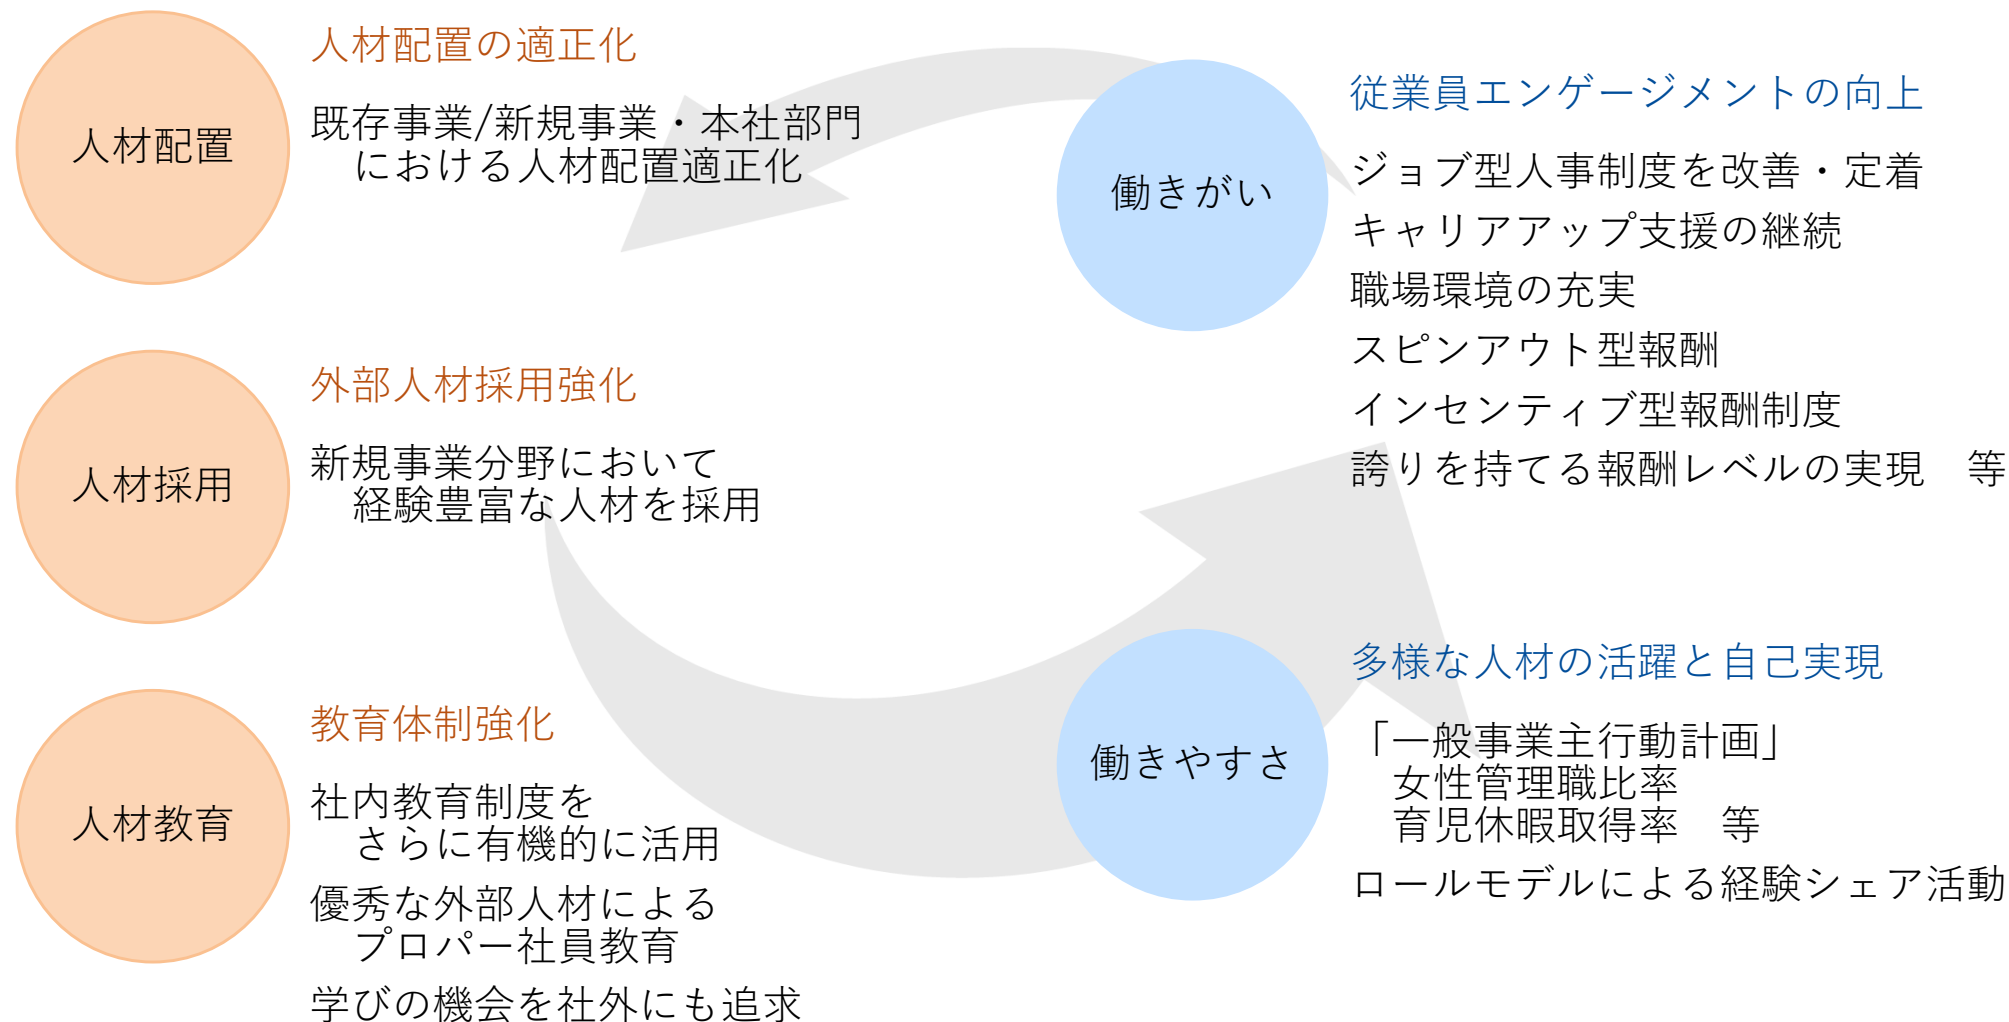 人材配置
人材配置の適正化
既存事業/新規事業・本社部門
における人材配置適正化
人材採用
外部人材採用強化
新規事業分野において
経験豊富な人材を採用
人材教育
教育体制強化
社内教育制度を
さらに有機的に活用
優秀な外部人材による
プロパー社員教育
学びの機会を社外にも追求
働きがい
従業員エンゲージメントの向上
ジョブ型人事制度を改善・定着
キャリアアップ支援の継続
職場環境の充実
スピンアウト型報酬
インセンティブ型報酬制度
誇りを持てる報酬レベルの実現　等
働きやすさ
多様な人材の活躍と自己実現
「一般事業主行動計画」
女性管理職比率
育児休暇取得率　等
ロールモデルによる経験シェア活動